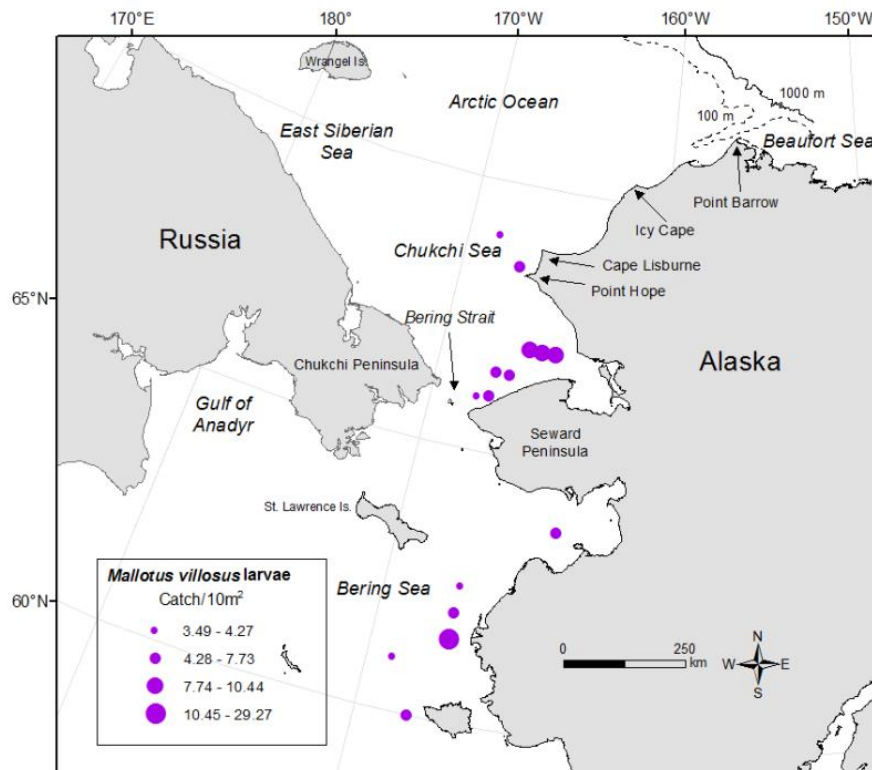 170°E
180°
170°W
160°W
150°W
Wrangel Is.
Arctic Ocean
1000 m
100 m
Beaufort Sea
East Siberian
Sea
Point Barrow
Icy Cape
Russia
Chukchi Sea
Cape Lisburne
Point Hope
65°N
Bering Strait
Chukchi Peninsula
Alaska
Gulf of
Anadyr
Seward
Peninsula
St. Lawrence Is.
Bering Sea
60°N
Mallotus villosus larvae
Catch/10m²
3.49 - 4.27
4.28 - 7.73
7.74 - 10.44
10.45 - 29.27
0 250
km
N
W E
S